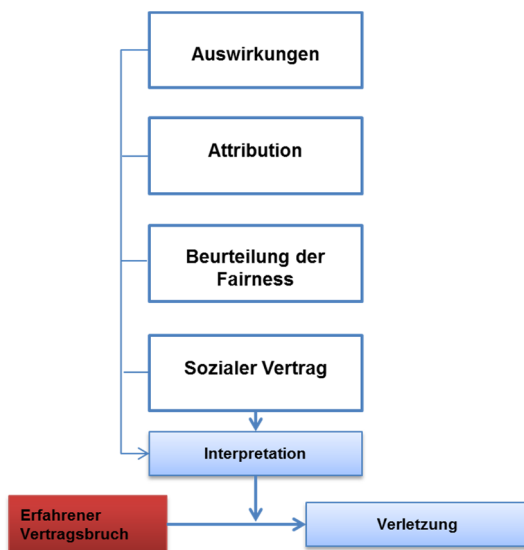 Auswirkungen
Attribution
Beurteilung der
Fairness
Sozialer Vertrag
Interpretation
Erfahrener
Vertragsbruch
Verletzung